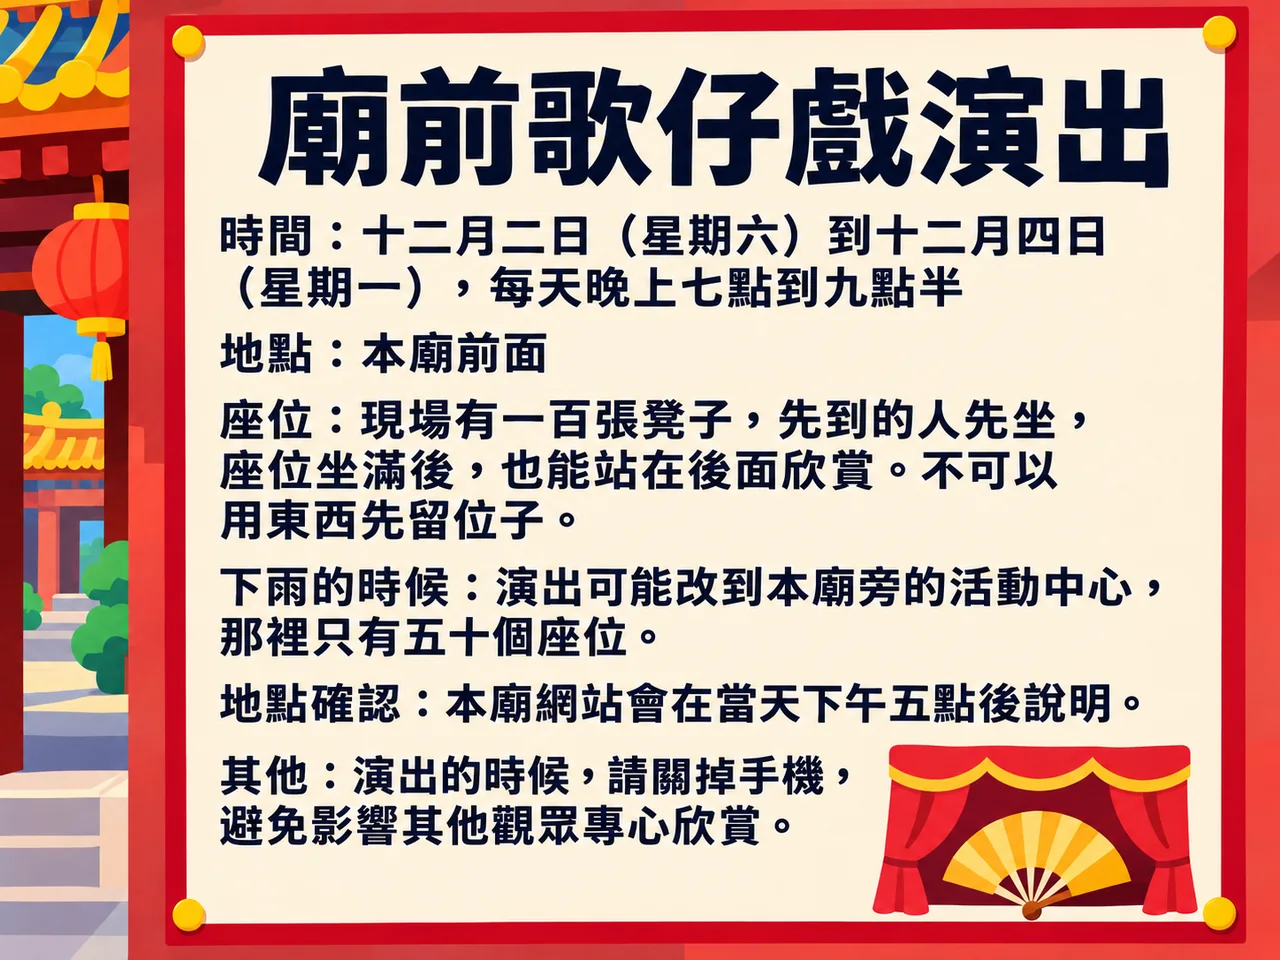 廟前歌仔戲演出
時間：十二月二日（星期六）到十二月四日
（星期一），每天晚上七點到九點半
地點：本廟前面
座位：現場有一百張凳子，先到的人先坐，
座位坐滿後，也能站在後面欣賞。不可以
用東西先留位子。
下雨的時候：演出可能改到本廟旁的活動中心，
那裡只有五十個座位。
地點確認：本廟網站會在當天下午五點後說明。
其他：演出的時候，請關掉手機，
避免影響其他觀眾專心欣賞。